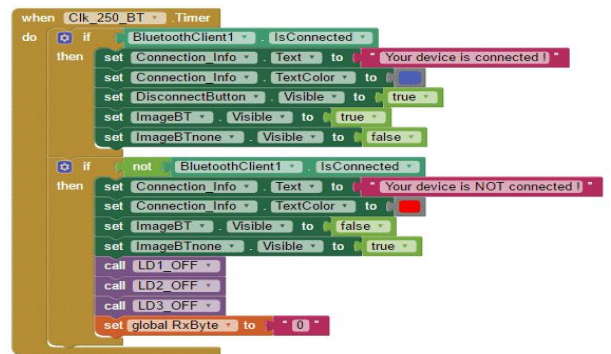 when Clk_250_BT .Timer
do if BluetoothClient1 . IsConnected
then set Connection_Info . Text to " Your device is connected ! "
set Connection_Info . TextColor to
set DisconnectButton . Visible to true
set ImageBT . Visible to true
set ImageBTnone . Visible to false
if not BluetoothClient1 . IsConnected
then set Connection_Info . Text to " Your device is NOT connected ! "
set Connection_Info . TextColor to
set ImageBT . Visible to false
set ImageBTnone . Visible to true
call LD1_OFF
call LD2_OFF
call LD3_OFF
set global RxByte to " 0 "